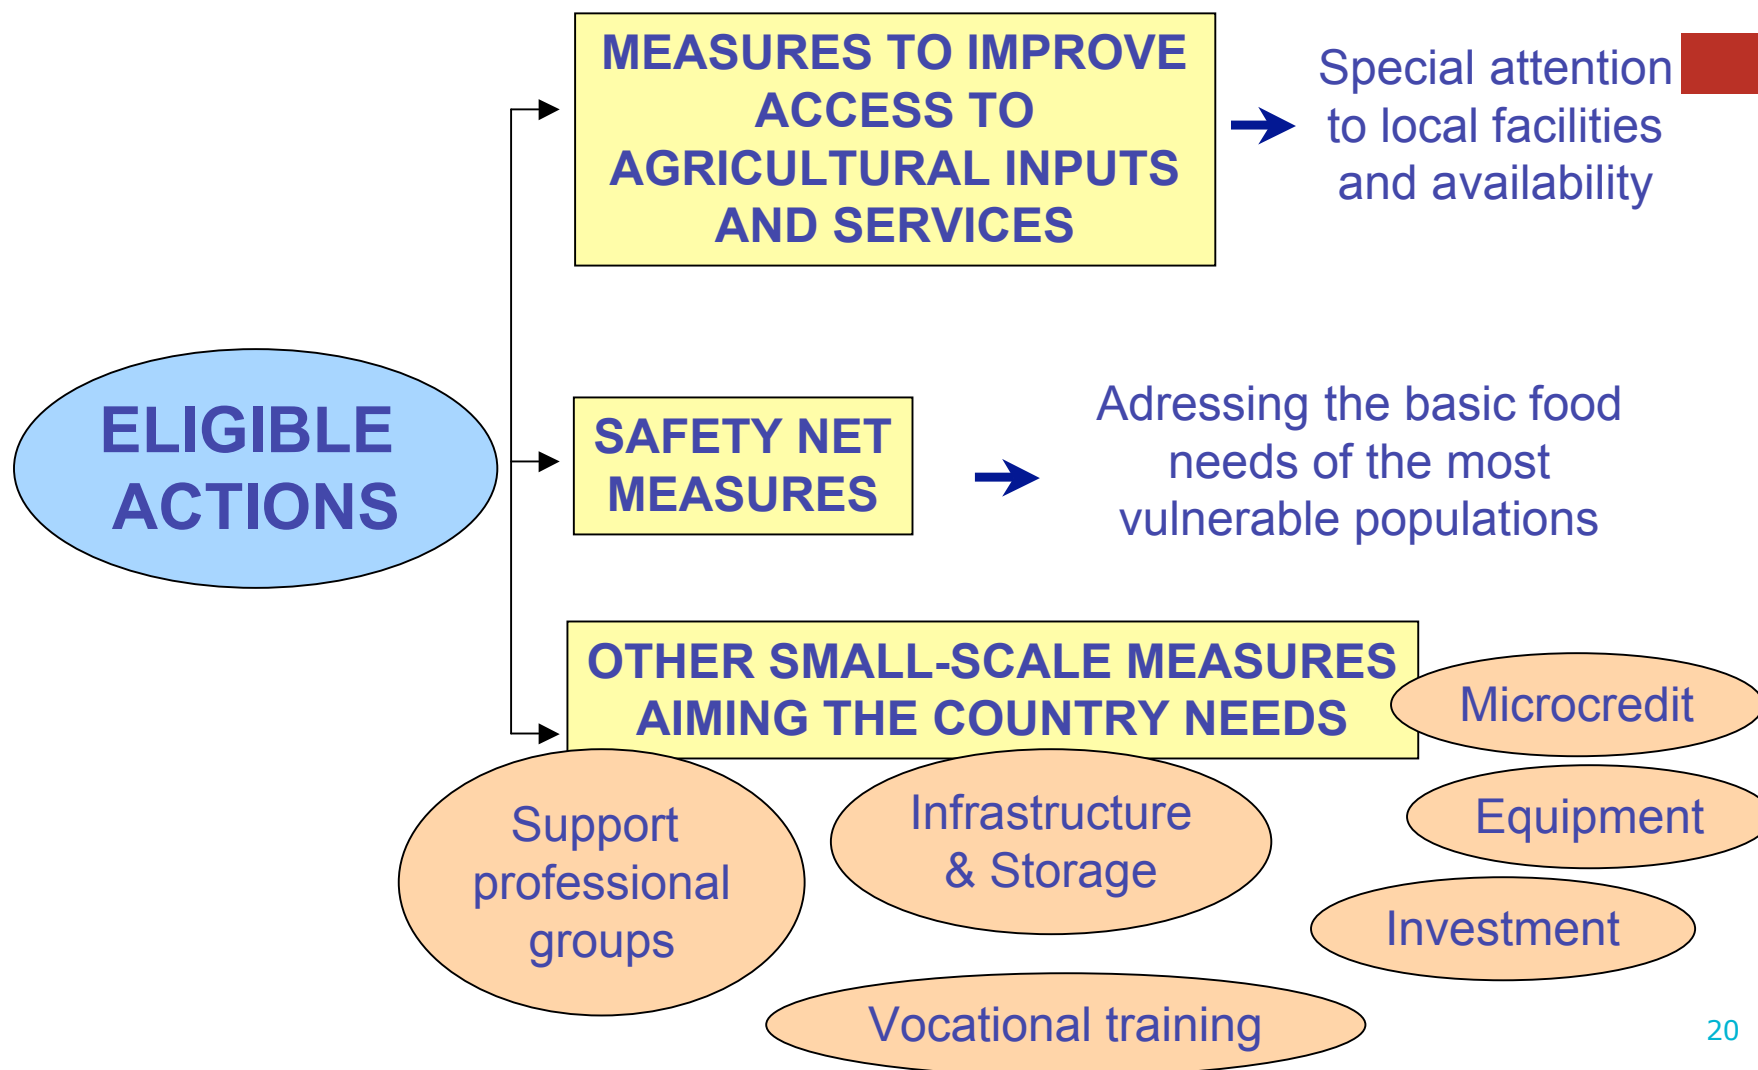 MEASURES TO IMPROVE
ACCESS TO
AGRICULTURAL INPUTS
AND SERVICES
Special attention
to local facilities
and availability
ELIGIBLE
ACTIONS
SAFETY NET
MEASURES
Adressing the basic food
needs of the most
vulnerable populations
OTHER SMALL-SCALE MEASURES
AIMING THE COUNTRY NEEDS
Microcredit
Support
professional
groups
Infrastructure
& Storage
Equipment
Investment
Vocational training
20